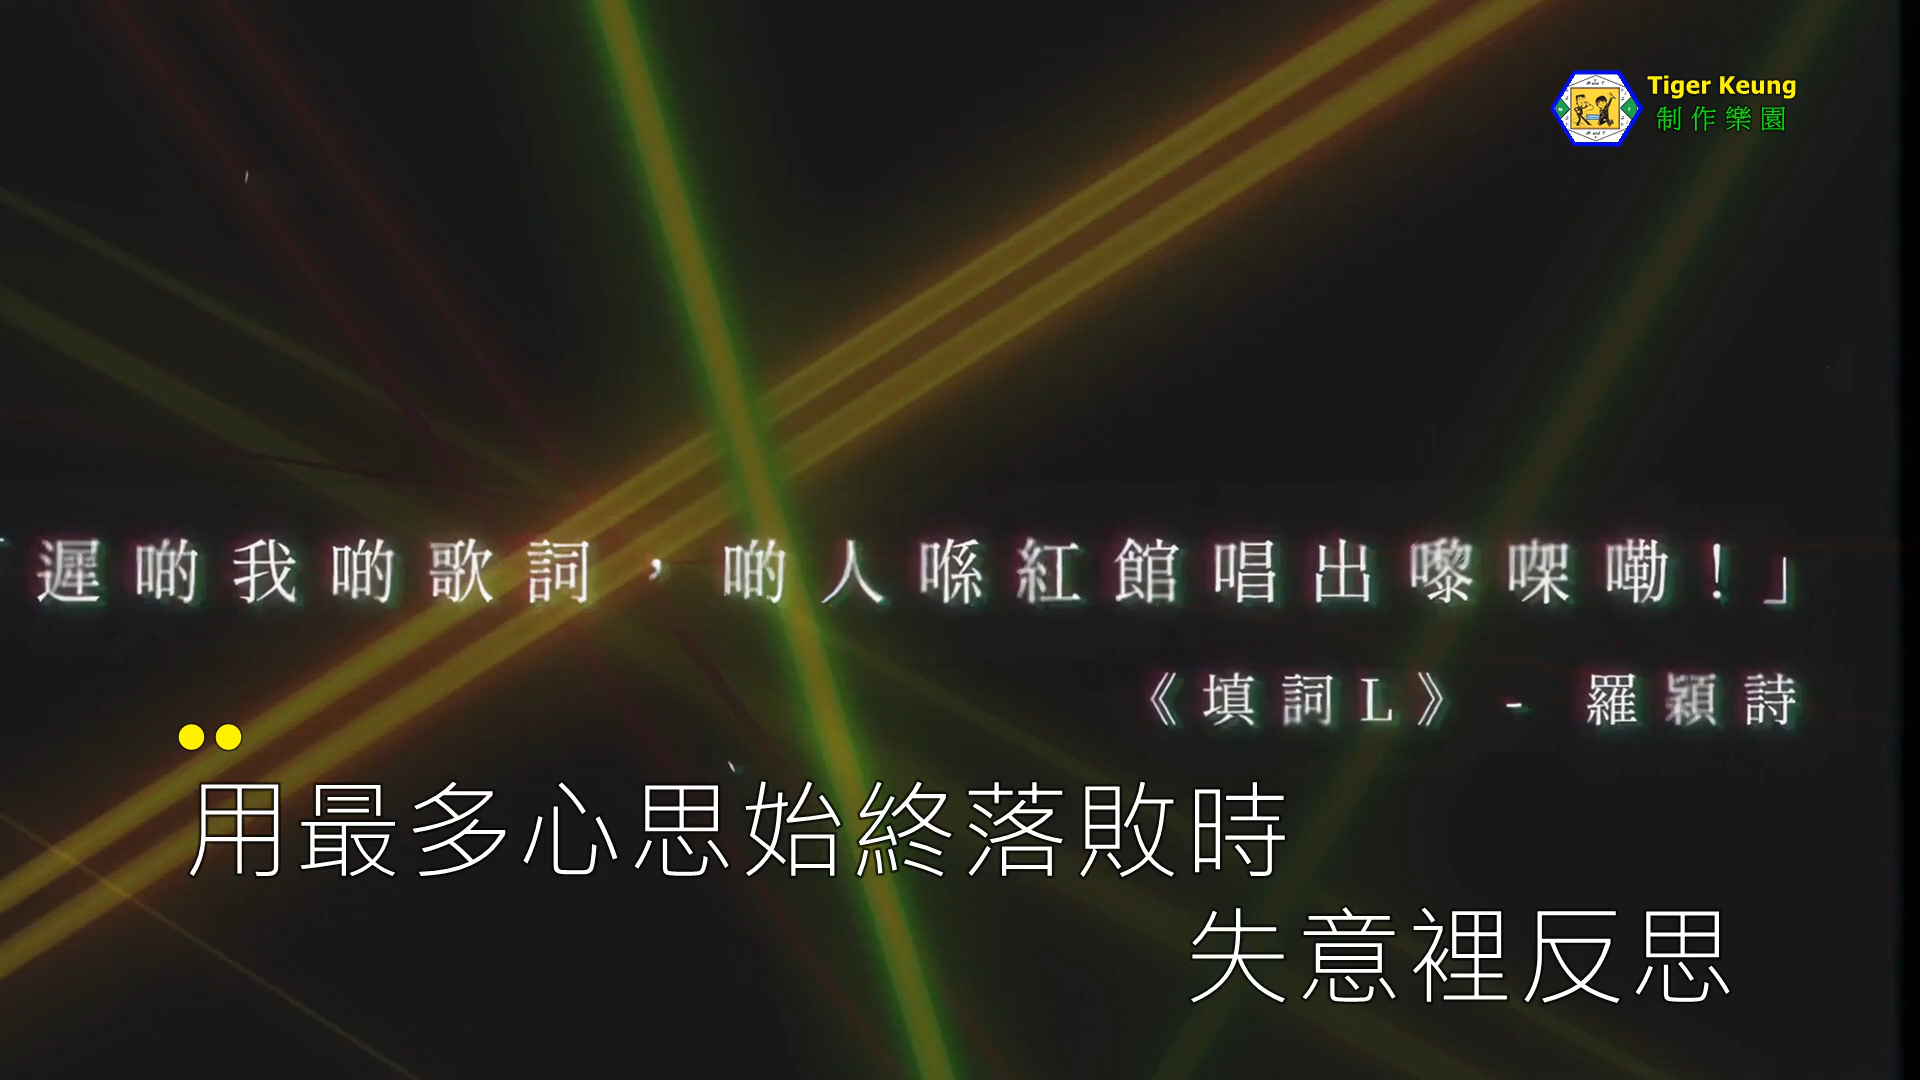 Tiger Keung
制作樂園
「遲啲我啲歌詞，啲人喺紅館唱出嚟㗎嘞！」
《填詞L》 - 羅穎詩
用最多心思始終落敗時
失意裡反思